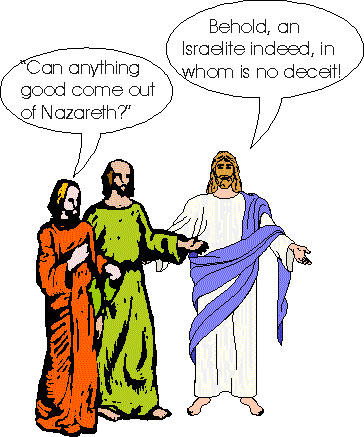 "Can anything
good come out
of Nazareth?"
Behold, an
Israelite indeed, in
whom is no deceit!